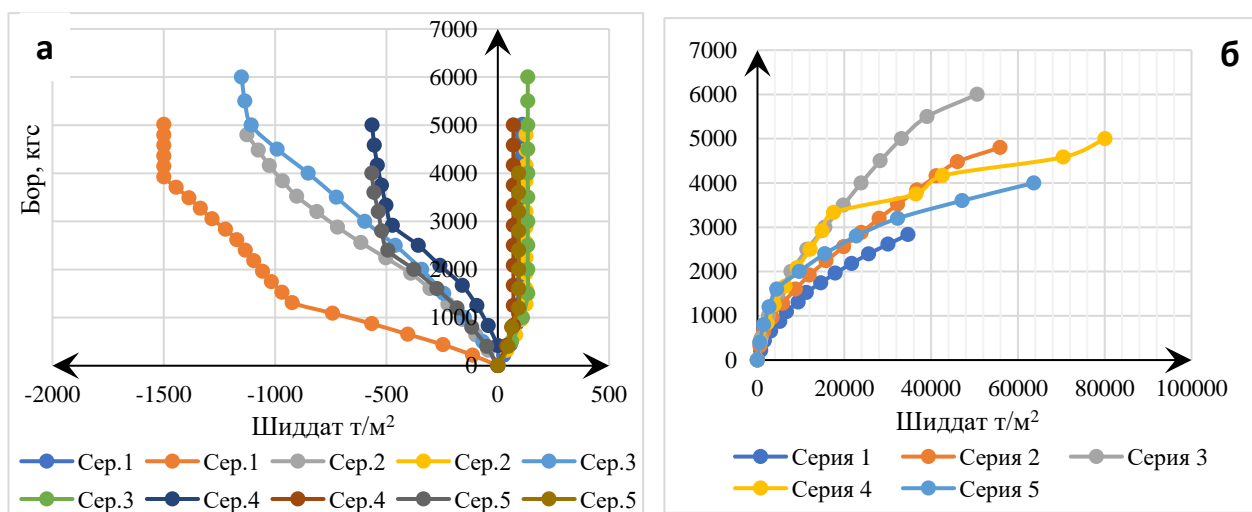 а
Бор, кгс
7000
6000
5000
4000
3000
2000
1000
0
-2000 -1500 -1000 -500 0 500
Шиддат т/м²
Сер.1 Сер.1 Сер.2 Сер.2 Сер.3
Сер.3 Сер.4 Сер.4 Сер.5 Сер.5
б
7000
6000
5000
4000
3000
2000
1000
0
0 20000 40000 60000 80000 100000
Шиддат т/м²
Серия 1 Серия 2 Серия 3
Серия 4 Серия 5